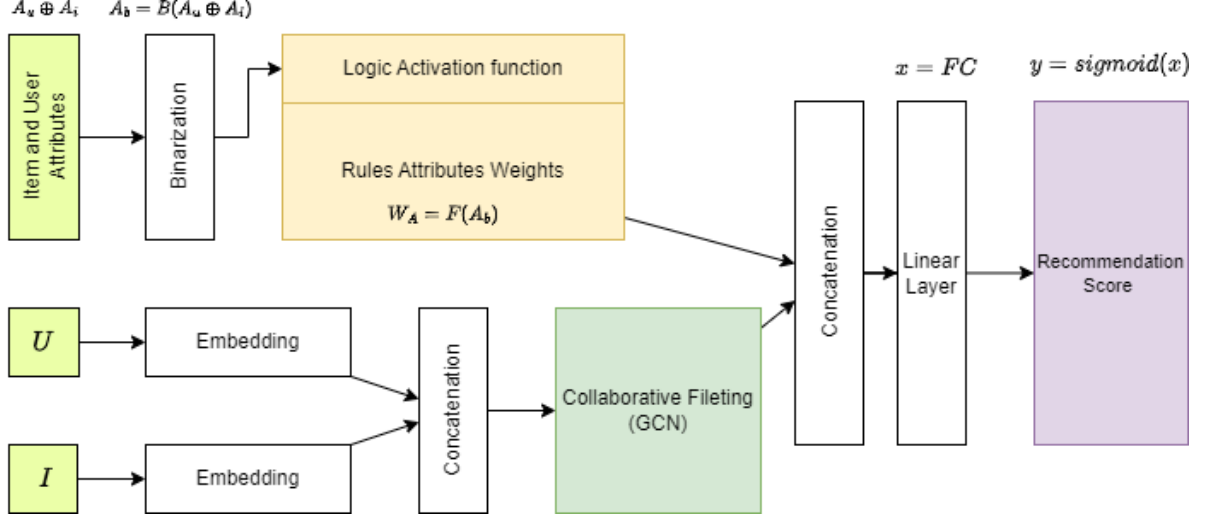 A_u ⊕ A_i
A_b = B(A_u ⊕ A_i)
Item and User
Attributes
Binarization
Logic Activation function
Rules Attributes Weights
W_A = F(A_b)
x = FC
y = sigmoid(x)
Concatenation
Linear
Layer
Recommendation
Score
U
Embedding
I
Embedding
Concatenation
Collaborative Fileting
(GCN)